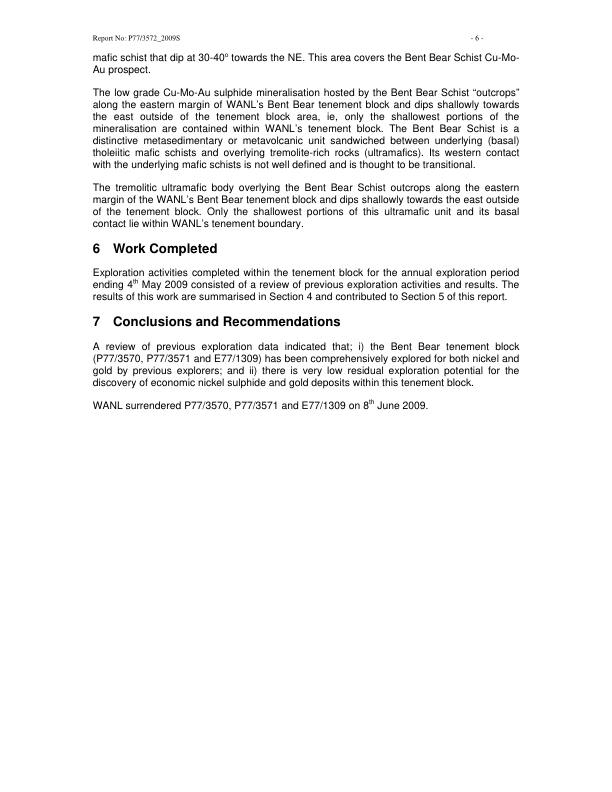 Report No: P77/3572_2009S - 6 -
mafic schist that dip at 30-40° towards the NE. This area covers the Bent Bear Schist Cu-Mo-
Au prospect.
The low grade Cu-Mo-Au sulphide mineralisation hosted by the Bent Bear Schist “outcrops”
along the eastern margin of WANL’s Bent Bear tenement block and dips shallowly towards
the east outside of the tenement block area, ie, only the shallowest portions of the
mineralisation are contained within WANL’s tenement block. The Bent Bear Schist is a
distinctive metasedimentary or metavolcanic unit sandwiched between underlying (basal)
tholeiitic mafic schists and overlying tremolite-rich rocks (ultramafics). Its western contact
with the underlying mafic schists is not well defined and is thought to be transitional.
The tremolitic ultramafic body overlying the Bent Bear Schist outcrops along the eastern
margin of the WANL’s Bent Bear tenement block and dips shallowly towards the east outside
of the tenement block. Only the shallowest portions of this ultramafic unit and its basal
contact lie within WANL’s tenement boundary.
6 Work Completed
Exploration activities completed within the tenement block for the annual exploration period
ending 4th May 2009 consisted of a review of previous exploration activities and results. The
results of this work are summarised in Section 4 and contributed to Section 5 of this report.
7 Conclusions and Recommendations
A review of previous exploration data indicated that; i) the Bent Bear tenement block
(P77/3570, P77/3571 and E77/1309) has been comprehensively explored for both nickel and
gold by previous explorers; and ii) there is very low residual exploration potential for the
discovery of economic nickel sulphide and gold deposits within this tenement block.
WANL surrendered P77/3570, P77/3571 and E77/1309 on 8th June 2009.